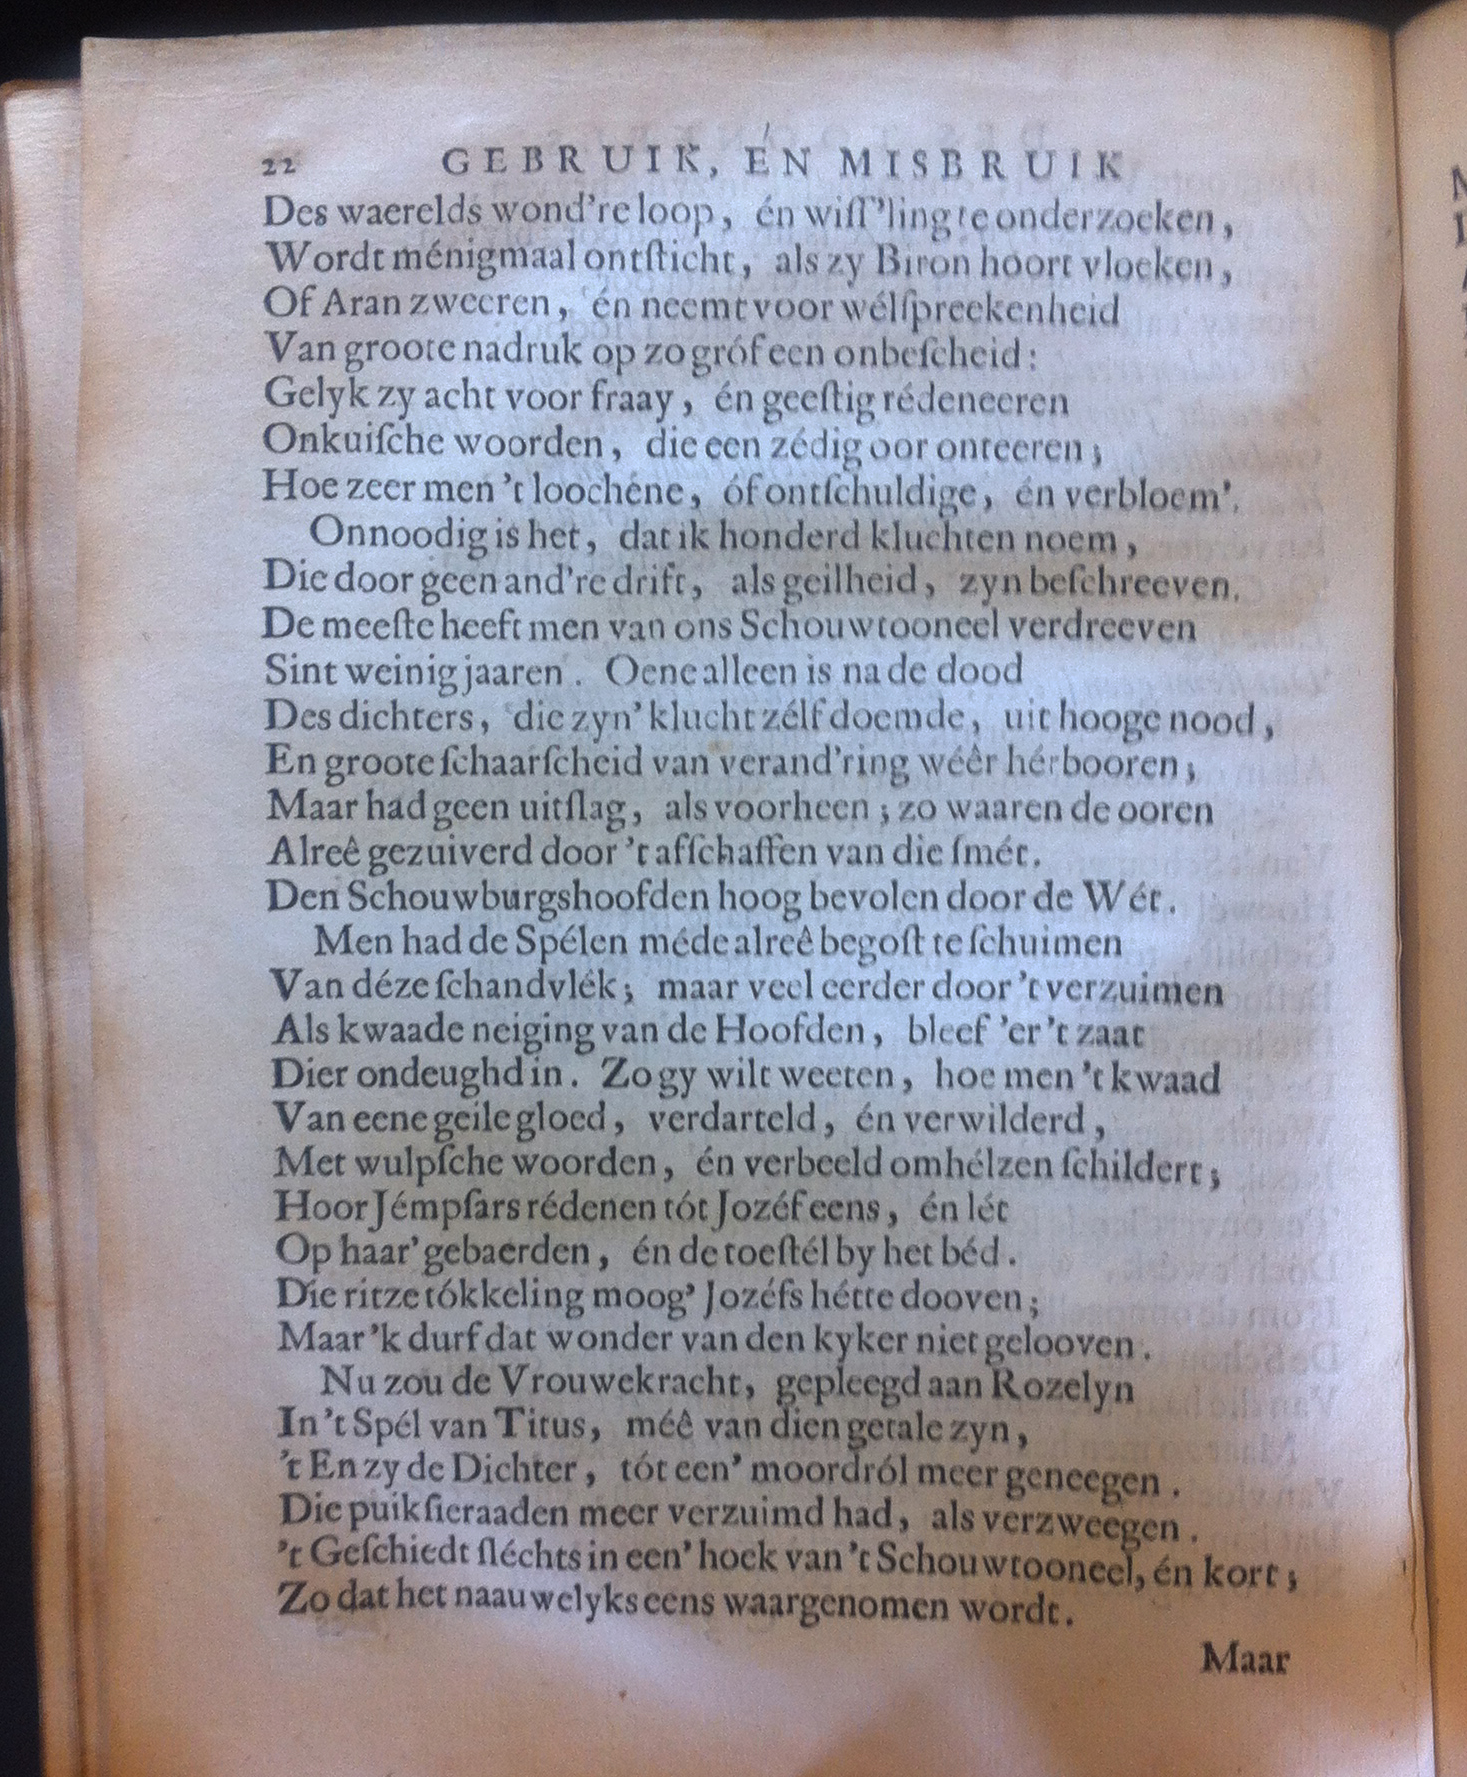 22 GEBRUIK, ÉN MISBRUIK
Des waerelds wond're loop, én wiſſ'ling te onderzoeken,
Wordt ménigmaal ontſticht, als zy Biron hoort vloeken,
Of Aran zweeren, én neemt voor wélſpreekenheid
Van groote nadruk op zo gróf een onbeſcheid:
Gelyk zy acht voor fraay, én geeſtig rédeneeren
Onkuiſche woorden, die een zédig oor onteeren;
Hoe zeer men 't loochéne, óf ontſchuldige, én verbloem'.
Onnoodig is het, dat ik honderd kluchten noem,
Die door geen and're drift, als geilheid, zyn beſchreeven.
De meeſte heeft men van ons Schouwtooneel verdreeven
Sint weinig jaaren. Oene alleen is na de dood
Des dichters, die zyn' klucht zélf doemde, uit hooge nood,
En groote ſchaarſcheid van verand'ring wéêr hérbooren;
Maar had geen uitſlag, als voorheen; zo waaren de ooren
Alreê gezuiverd door 't afſchaffen van die ſmét.
Den Schouwburgshoofden hoog bevolen door de Wét.
Men had de Spélen méde alreê begoſt te ſchuimen
Van déze ſchandvlék; maar veel eerder door 't verzuimen
Als kwaade neiging van de Hoofden, bleef 'er 't zaat
Dier ondeughd in. Zo gy wilt weeten, hoe men 't kwaad
Van eene geile gloed, verdarteld, én verwilderd,
Met wulpſche woorden, én verbeeld omhélzen ſchildert;
Hoor Jémpſars rédenen tót Jozéf eens, én lét
Op haar' gebaerden, én de toeſtél by het béd.
Die ritze tókkeling moog' Jozéfs hétte dooven;
Maar 'k durf dat wonder van den kyker niet gelooven.
Nu zou de Vrouwekracht, gepleegd aan Rozelyn
In 't Spél van Titus, méê van dien getale zyn,
't En zy de Dichter, tót een' moordról meer geneegen.
Die puikſieraaden meer verzuimd had, als verzweegen.
't Geſchiedt ſléchts in een' hoek van 't Schouwtooneel, én kort;
Zo dat het naauwelyks eens waargenomen wordt.
Maar